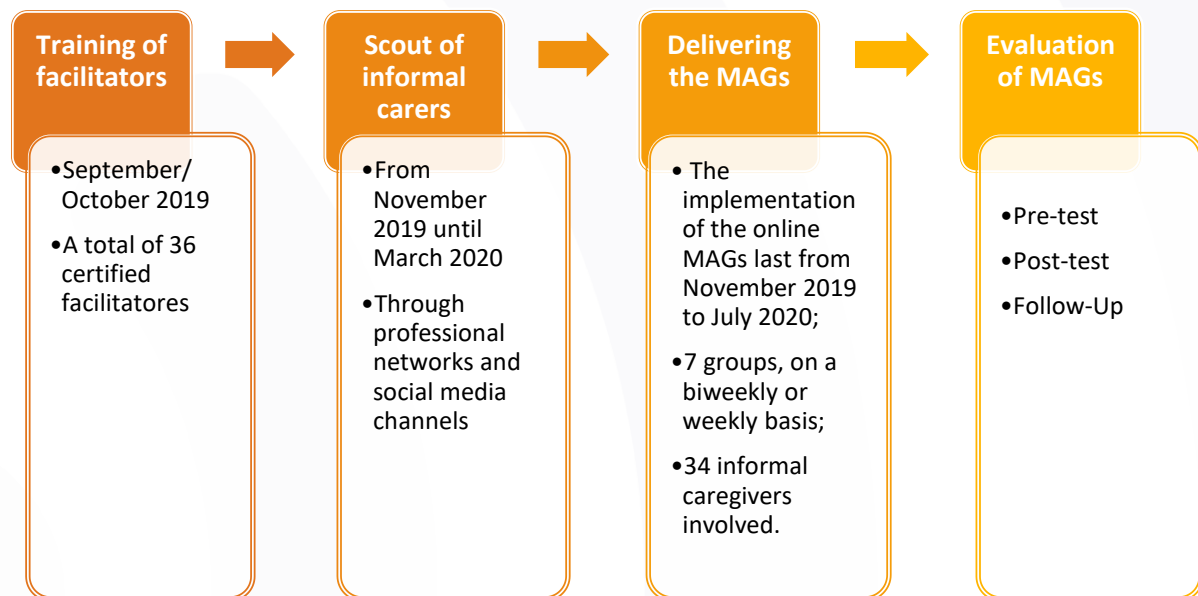 Training of
facilitators
•September/
October 2019
•A total of 36
certified
facilitatores
Scout of
informal
carers
•From
November
2019 until
March 2020
•Through
professional
networks and
social media
channels
Delivering
the MAGs
• The
implementation
of the online
MAGs last from
November 2019
to July 2020;
•7 groups, on a
biweekly or
weekly basis;
•34 informal
caregivers
involved.
Evaluation
of MAGs
•Pre-test
•Post-test
•Follow-Up